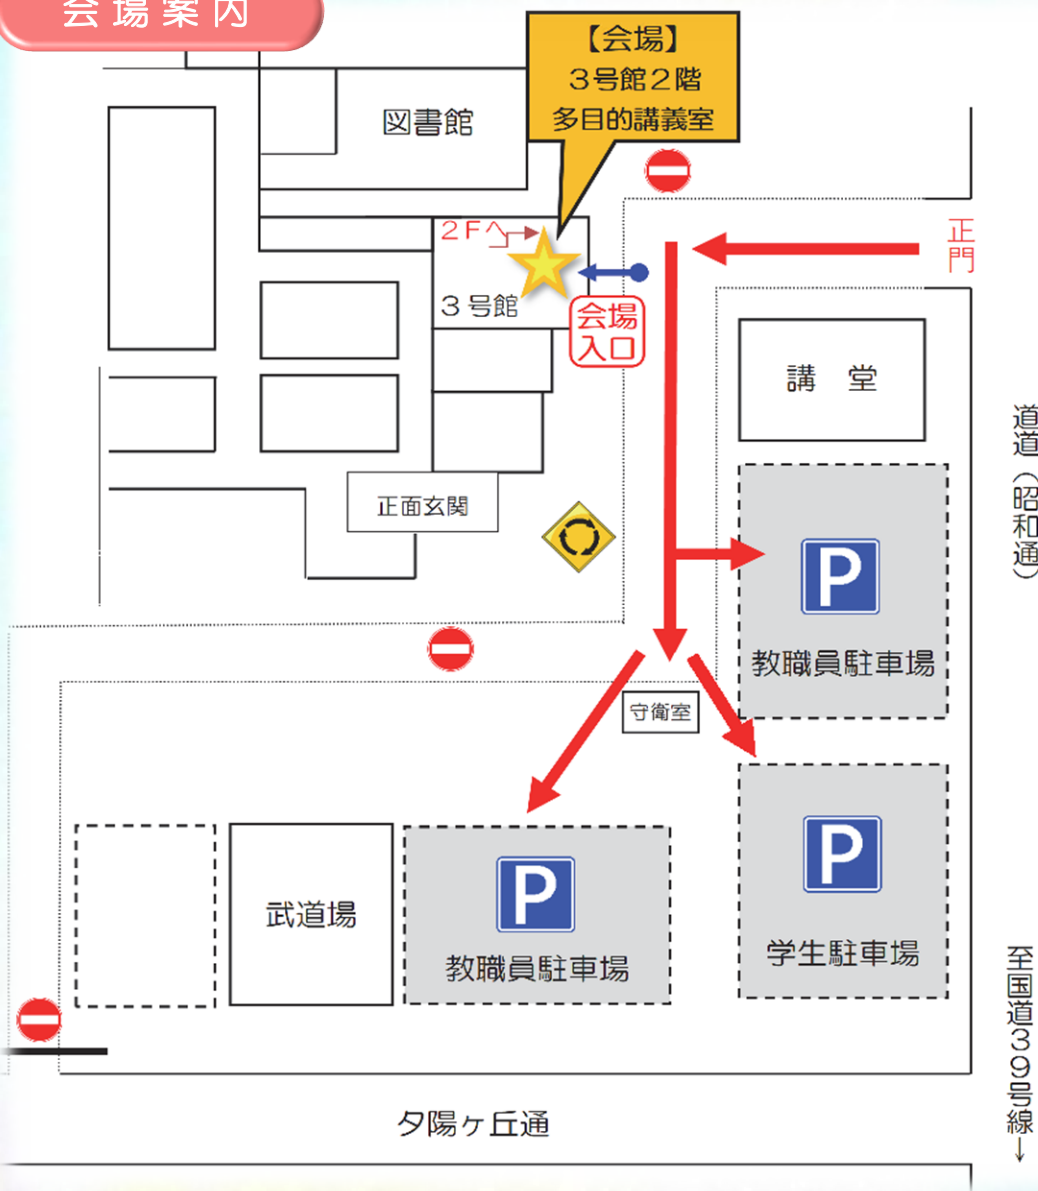 会場案内
【会場】
3号館2階
多目的講義室
図書館
2Fへ
3号館
会場
入口
正門
講 堂
道道（昭和通）
正面玄関
P
教職員駐車場
守衛室
P
学生駐車場
武道場
P
教職員駐車場
至国道39号線↓
夕陽ヶ丘通